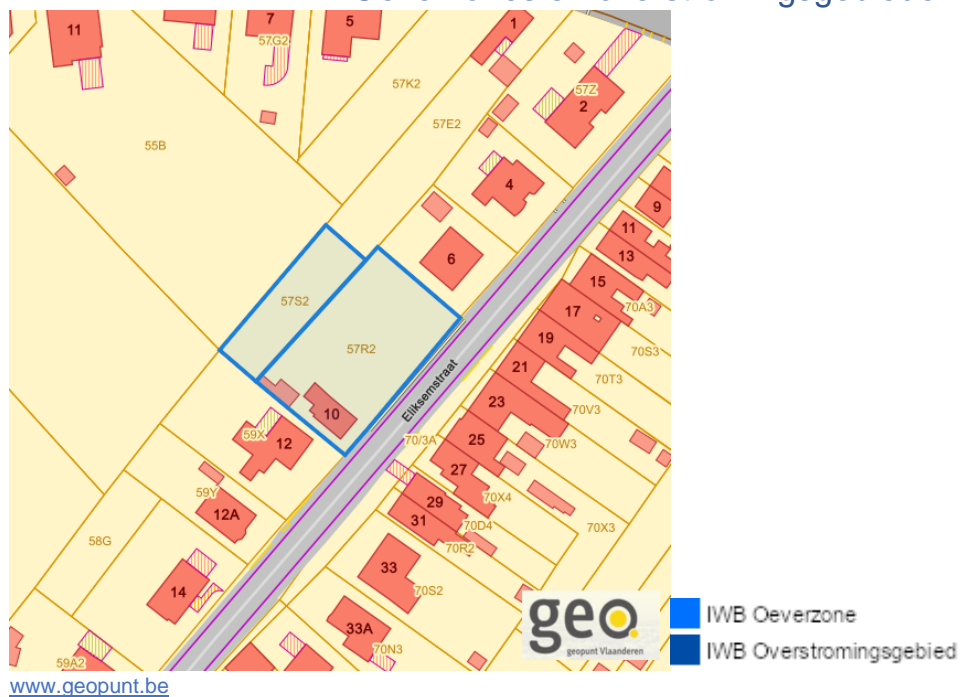 11
7
57G2
5
1
57K2
57Z
2
57E2
55B
4
9
11
13
6
15
57S2
17
70A3
19
70S3
57R2
21
70T3
Eliksemstraat
23
70V3
10
59X
12
70/3A
25
70W3
27
59Y
70X4
29
12A
31
70D4
70X3
58G
70R2
33
14
70S2
33A
70N3
59A2
geo
geopunt Vlaanderen
IWB Oeverzone
IWB Overstromingsgebied
www.geopunt.be